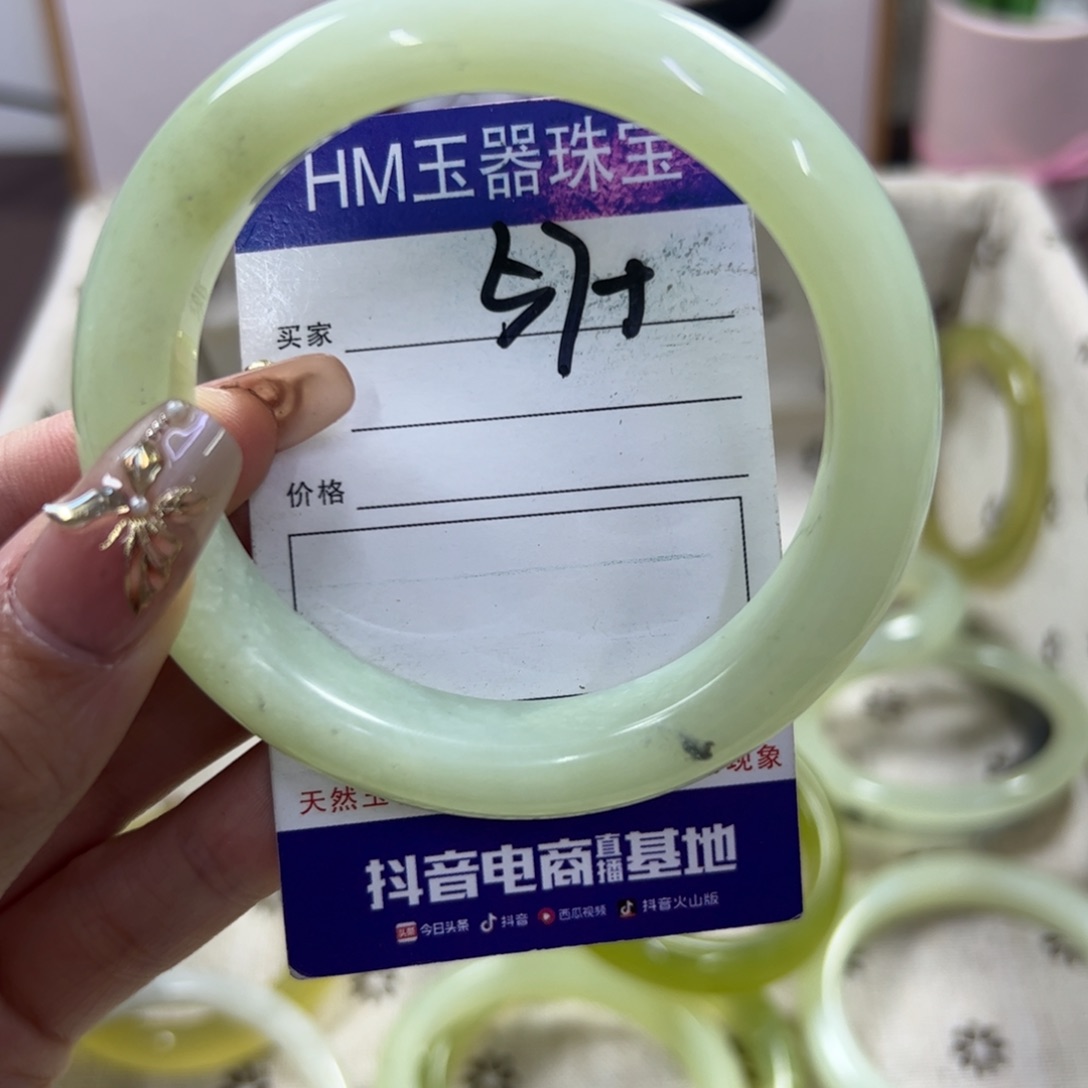 HM玉器珠宝
买家
价格
天然玉
现象
抖音电商直播基地
今日头条 抖音 西瓜视频 抖音火山版